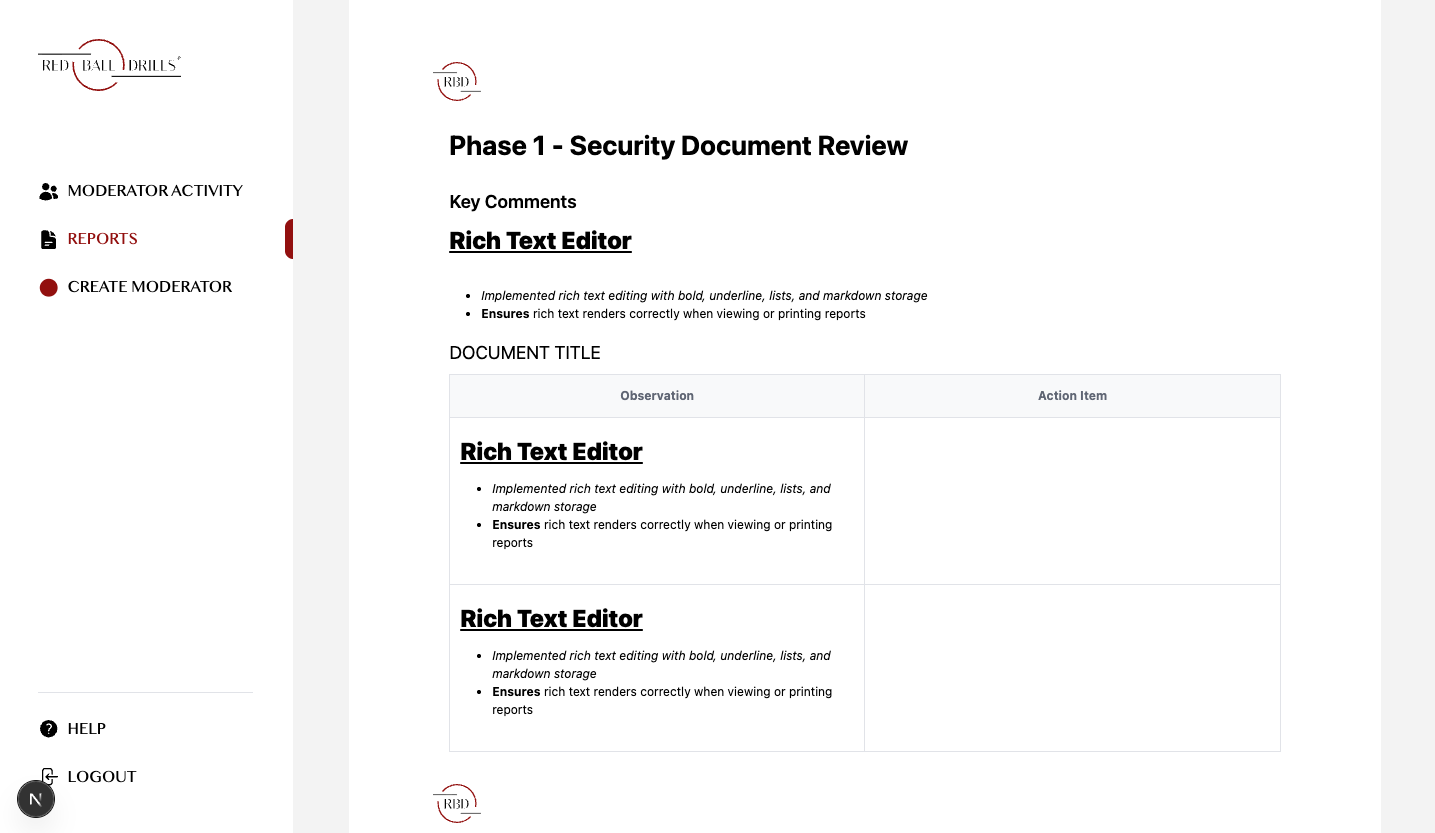 RED BALL DRILLS®
MODERATOR ACTIVITY
REPORTS
CREATE MODERATOR
HELP
LOGOUT
N
RBD
Phase 1 - Security Document Review
Key Comments
Rich Text Editor
Implemented rich text editing with bold, underline, lists, and markdown storage
Ensures rich text renders correctly when viewing or printing reports
DOCUMENT TITLE
Observation
Action Item
Rich Text Editor
Implemented rich text editing with bold, underline, lists, and
markdown storage
Ensures rich text renders correctly when viewing or printing
reports
Rich Text Editor
Implemented rich text editing with bold, underline, lists, and
markdown storage
Ensures rich text renders correctly when viewing or printing
reports
RBD